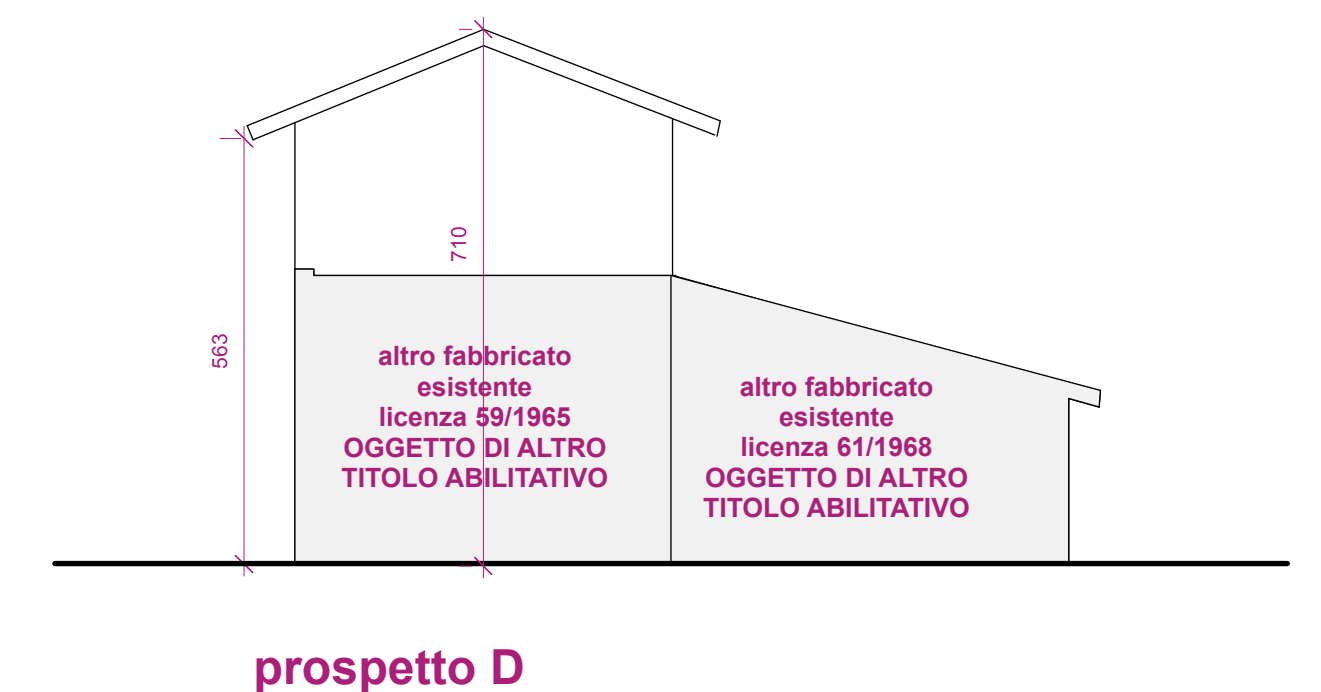 710
563
altro fabbricato
esistente
licenza 59/1965
OGGETTO DI ALTRO
TITOLO ABILITATIVO
altro fabbricato
esistente
licenza 61/1968
OGGETTO DI ALTRO
TITOLO ABILITATIVO
prospetto D